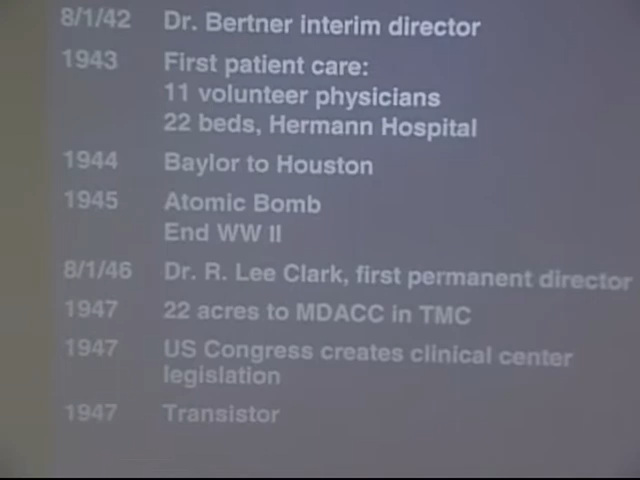 8/1/42 Dr. Bertner interim director
1943 First patient care:
11 volunteer physicians
22 beds, Hermann Hospital
1944 Baylor to Houston
1945 Atomic Bomb
End WW II
8/1/46 Dr. R. Lee Clark, first permanent director
1947 22 acres to MDACC in TMC
1947 US Congress creates clinical center
legislation
1947 Transistor